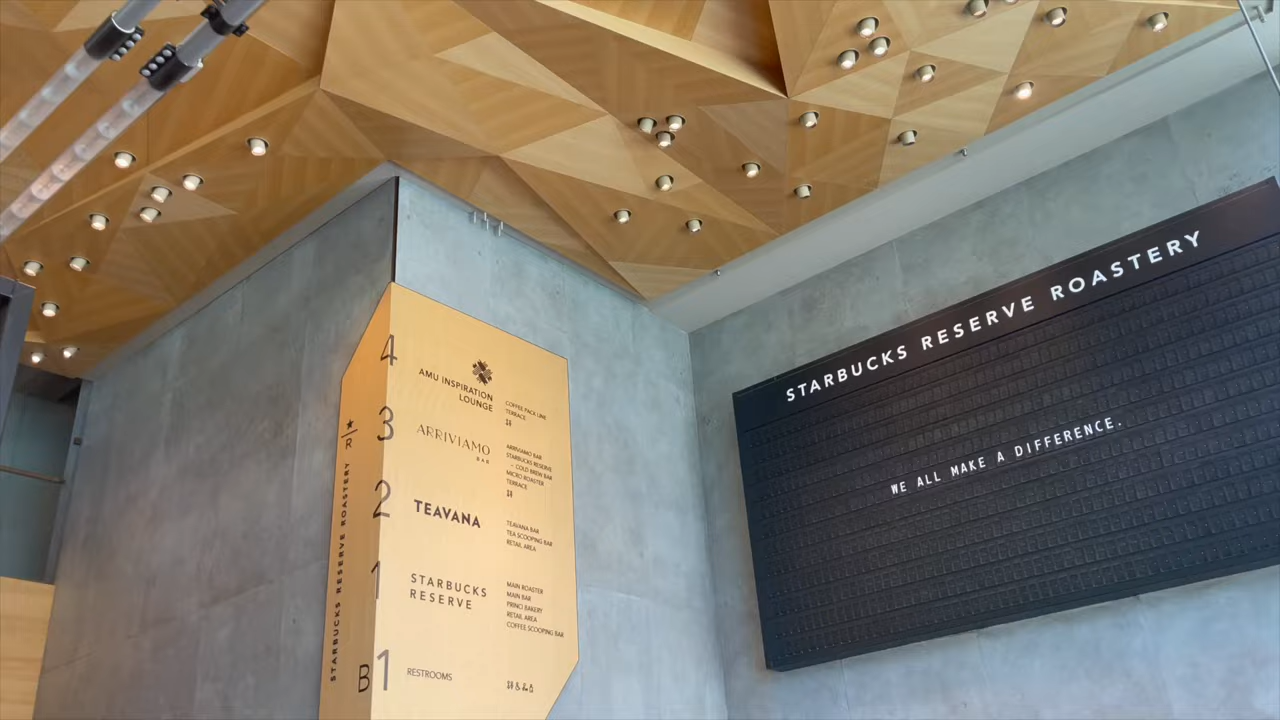 4
AMU INSPIRATION
LOUNGE
COFFEE PACK LINE
TERRACE
3
ARRIVIAMO
BAR
ARRIVIAMO BAR
STARBUCKS RESERVE
- COLD BREW BAR
MICRO ROASTER
TERRACE
2
TEAVANA
TEAVANA BAR
TEA SCOOPING BAR
RETAIL AREA
1
STARBUCKS
RESERVE
MAIN ROASTER
MAIN BAR
PRINCI BAKERY
RETAIL AREA
COFFEE SCOOPING BAR
B1
RESTROOMS
R
STARBUCKS RESERVE ROASTERY
STARBUCKS RESERVE ROASTERY
WE ALL MAKE A DIFFERENCE.